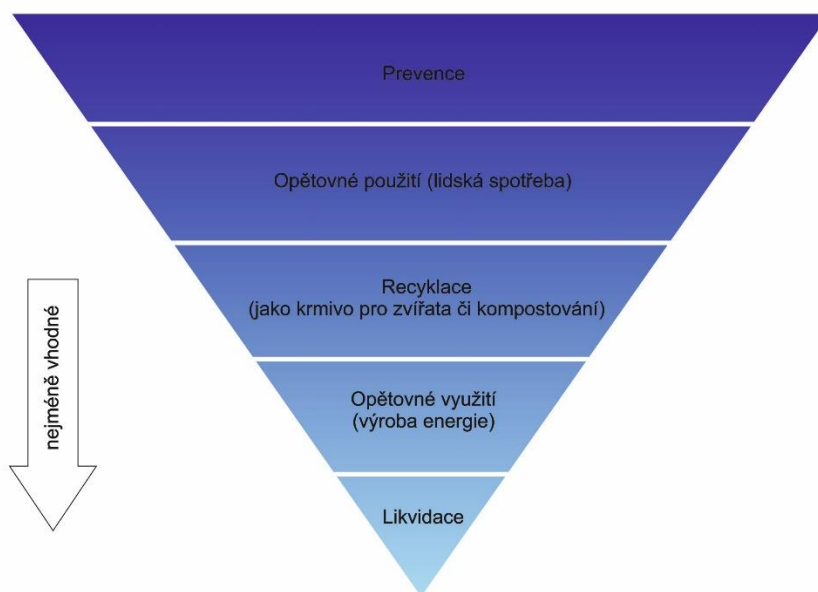 Prevence
Opětovné použití (lidská spotřeba)
Recyklace
(jako krmivo pro zvířata či kompostování)
Opětovné využití
(výroba energie)
Likvidace
nejméně vhodné